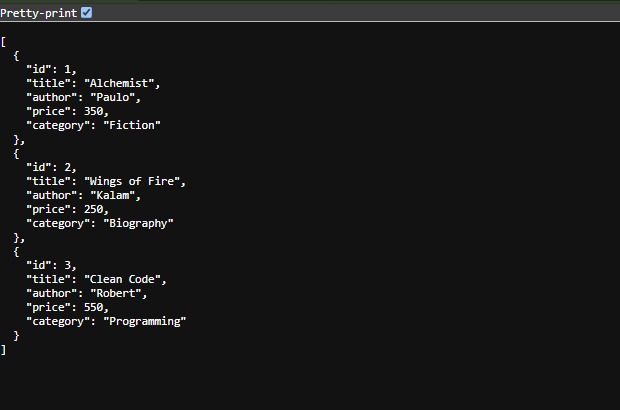 Pretty-print
[
  {
    "id": 1,
    "title": "Alchemist",
    "author": "Paulo",
    "price": 350,
    "category": "Fiction"
  },
  {
    "id": 2,
    "title": "Wings of Fire",
    "author": "Kalam",
    "price": 250,
    "category": "Biography"
  },
  {
    "id": 3,
    "title": "Clean Code",
    "author": "Robert",
    "price": 550,
    "category": "Programming"
  }
]